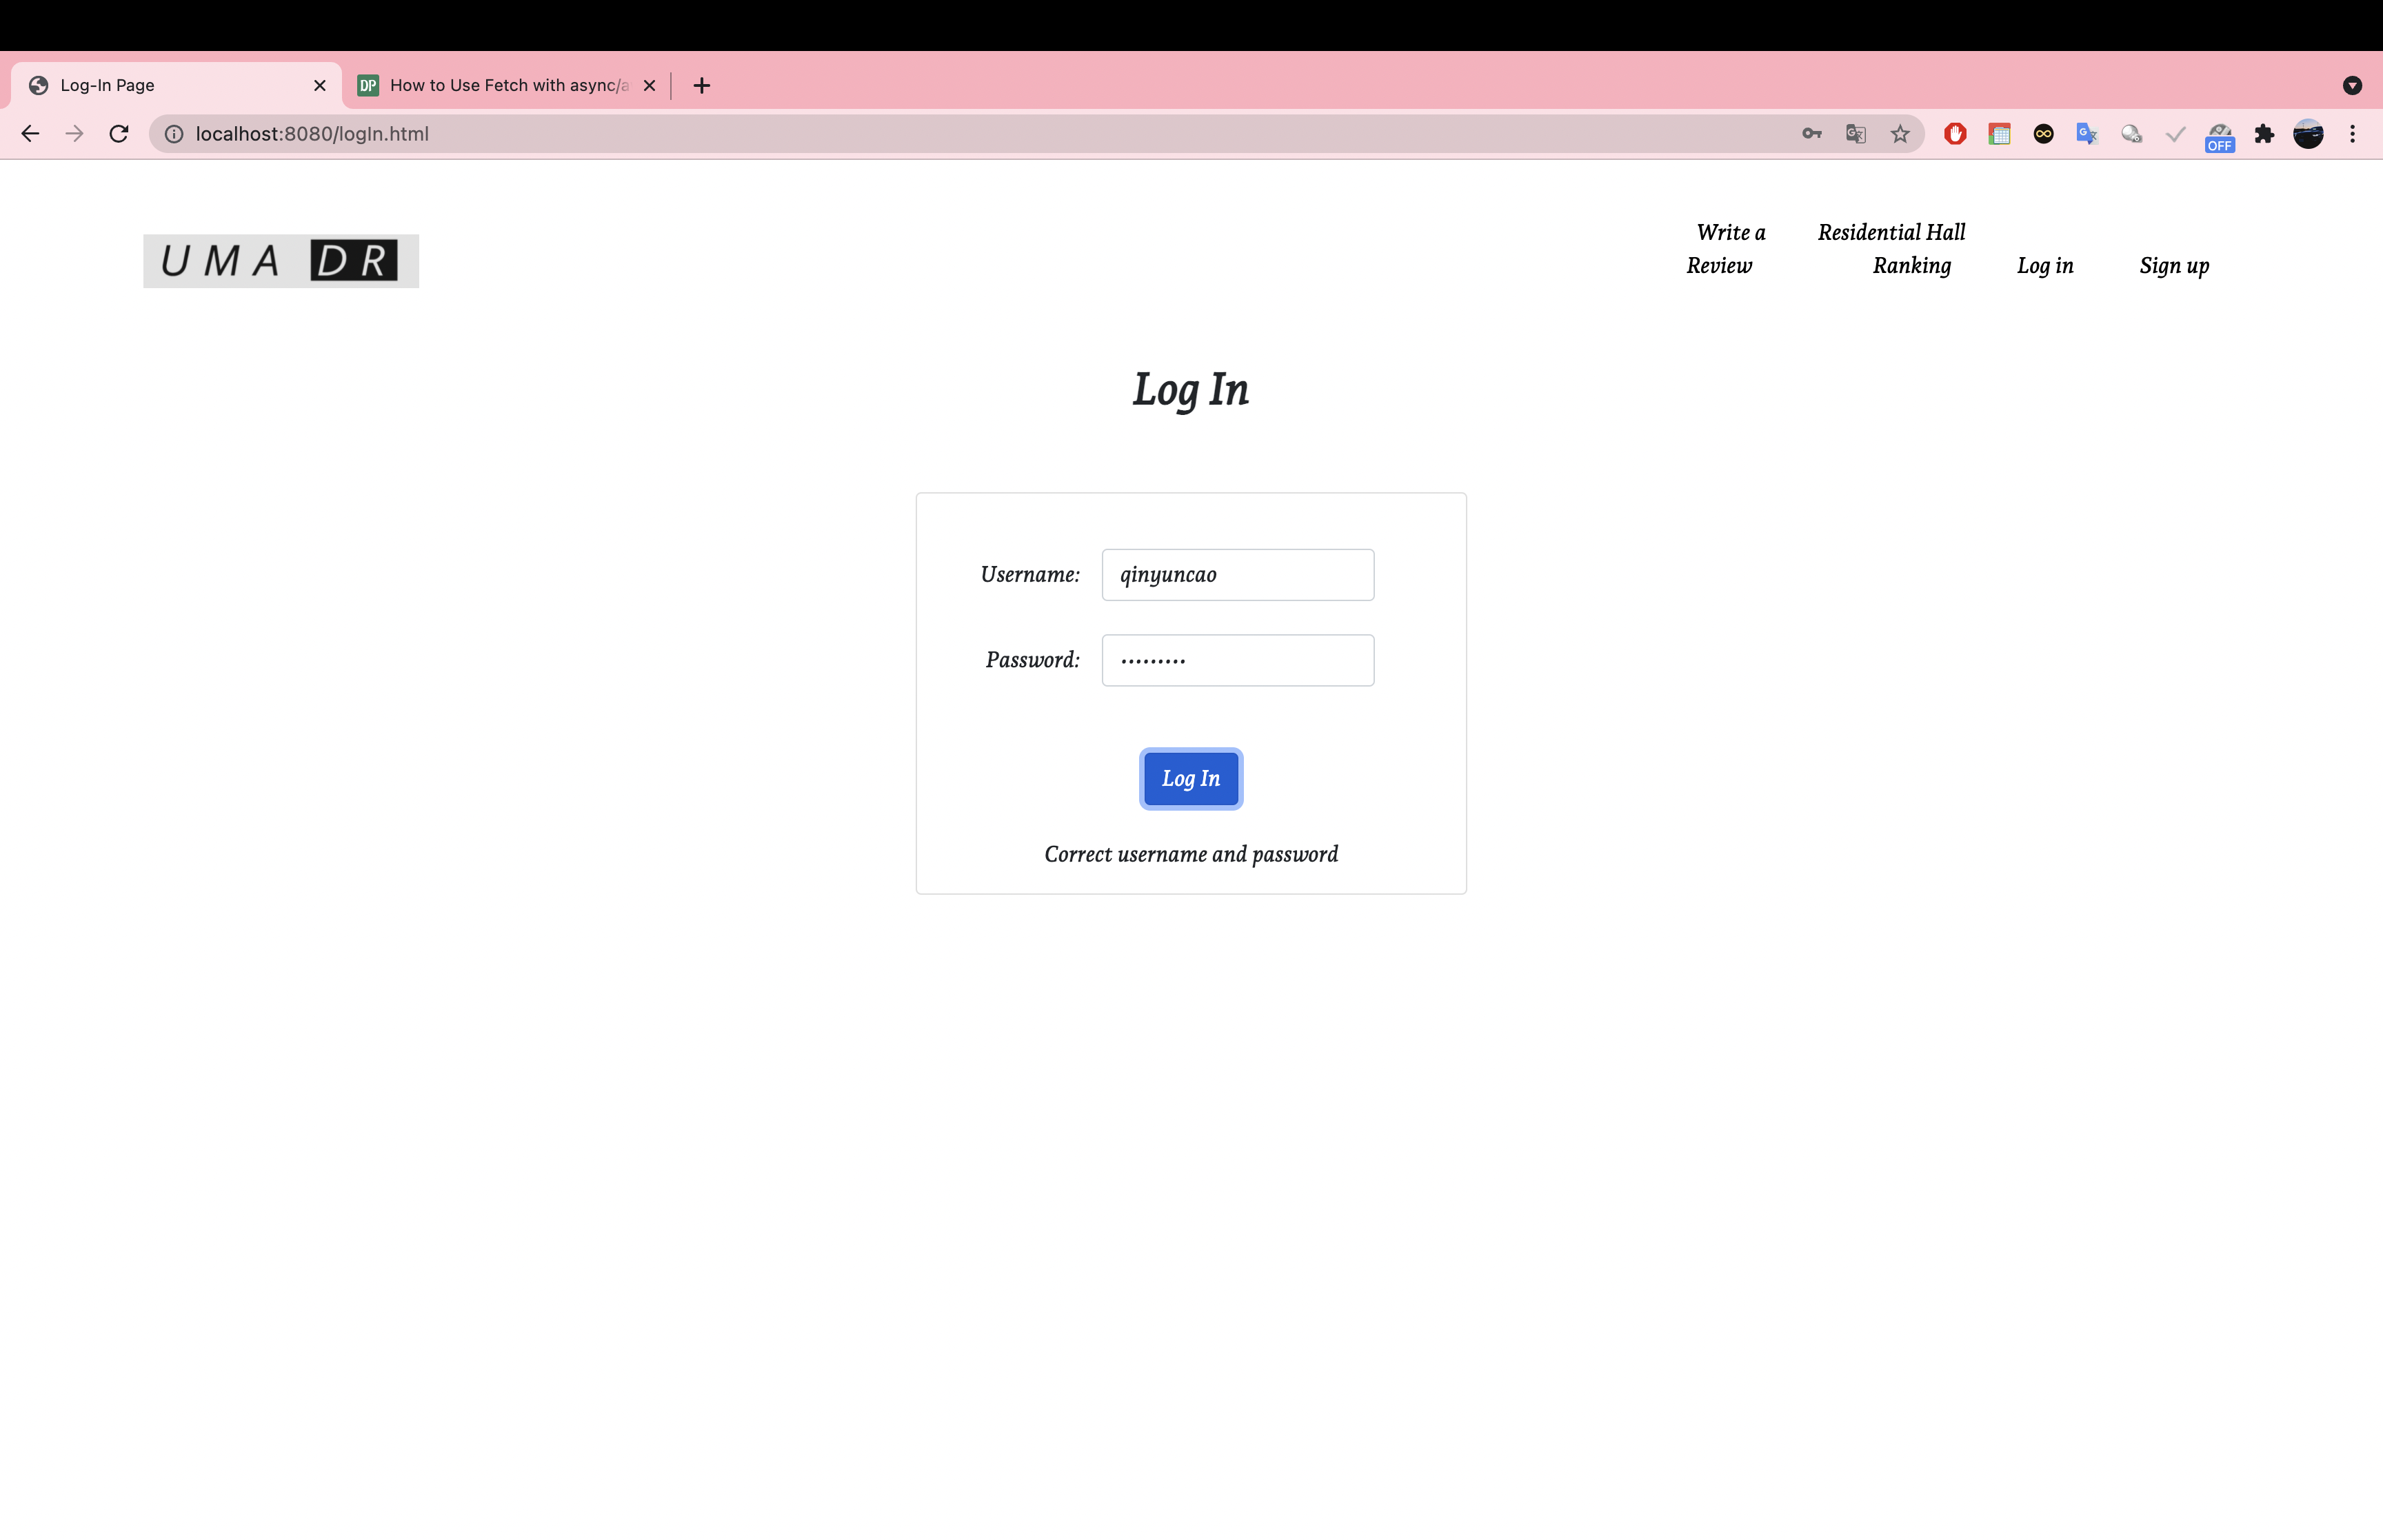 Log-In Page
DP How to Use Fetch with async/a
localhost:8080/logIn.html
OFF
UMA DR
Write a Review
Residential Hall Ranking
Log in
Sign up
Log In
Username: qinyuncao
Password: •••••••••
Log In
Correct username and password